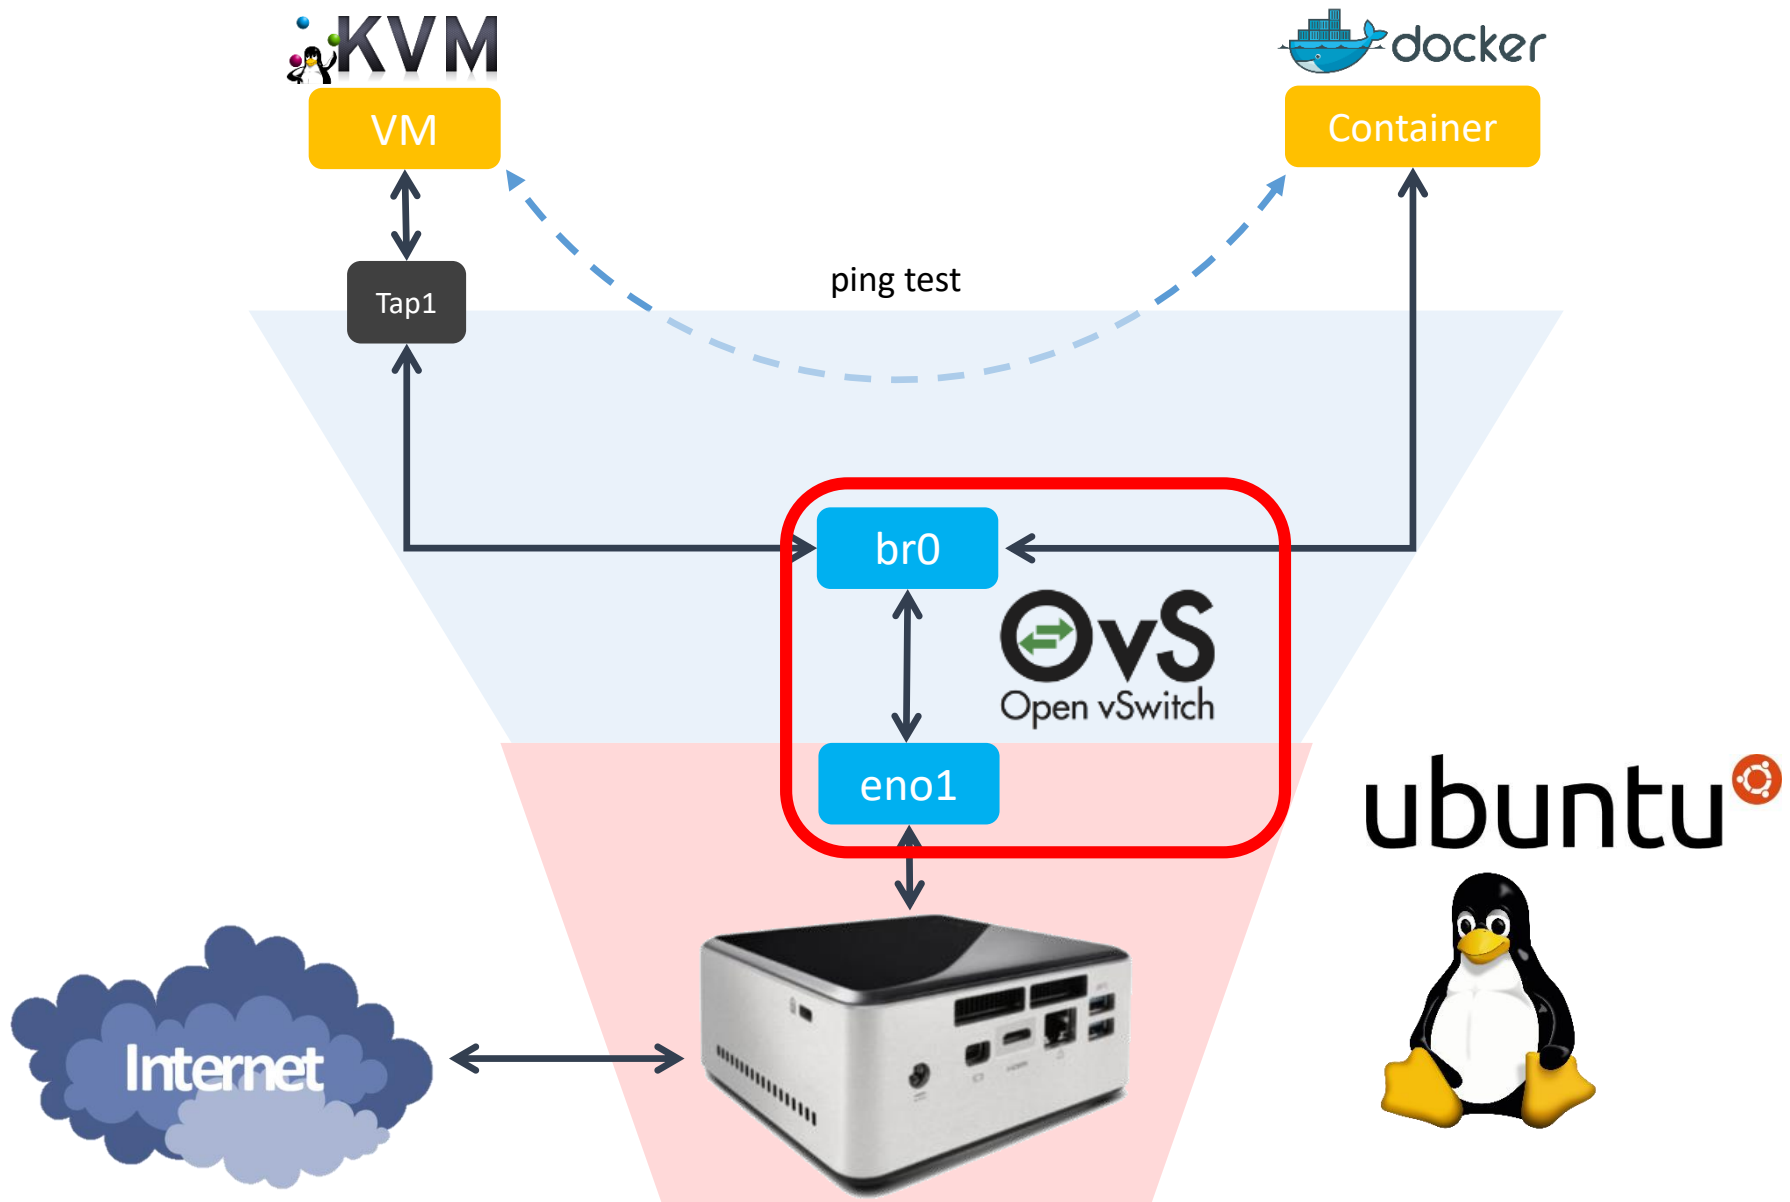 KVM
docker
VM
Container
ping test
Tap1
br0
OvS
Open vSwitch
eno1
ubuntu
Internet